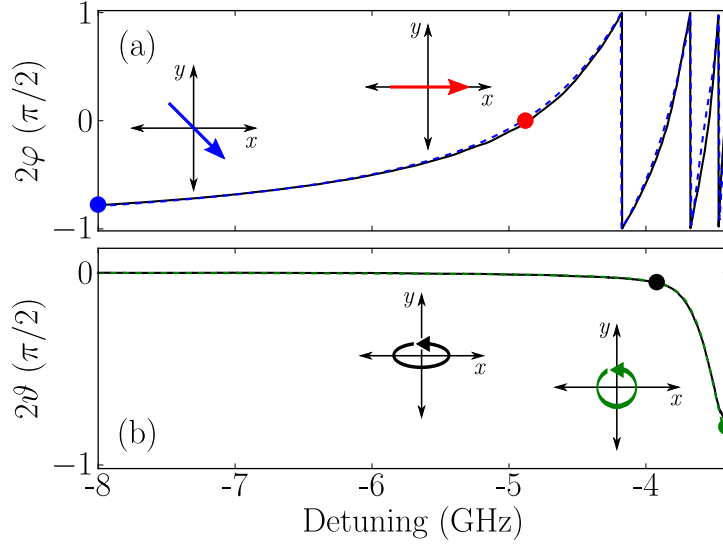 1
(a)
y
x
y
x
0
2φ (π/2)
−1
0
y
x
y
x
2ϑ (π/2)
(b)
−1
-8 -7 -6 -5 -4
Detuning (GHz)